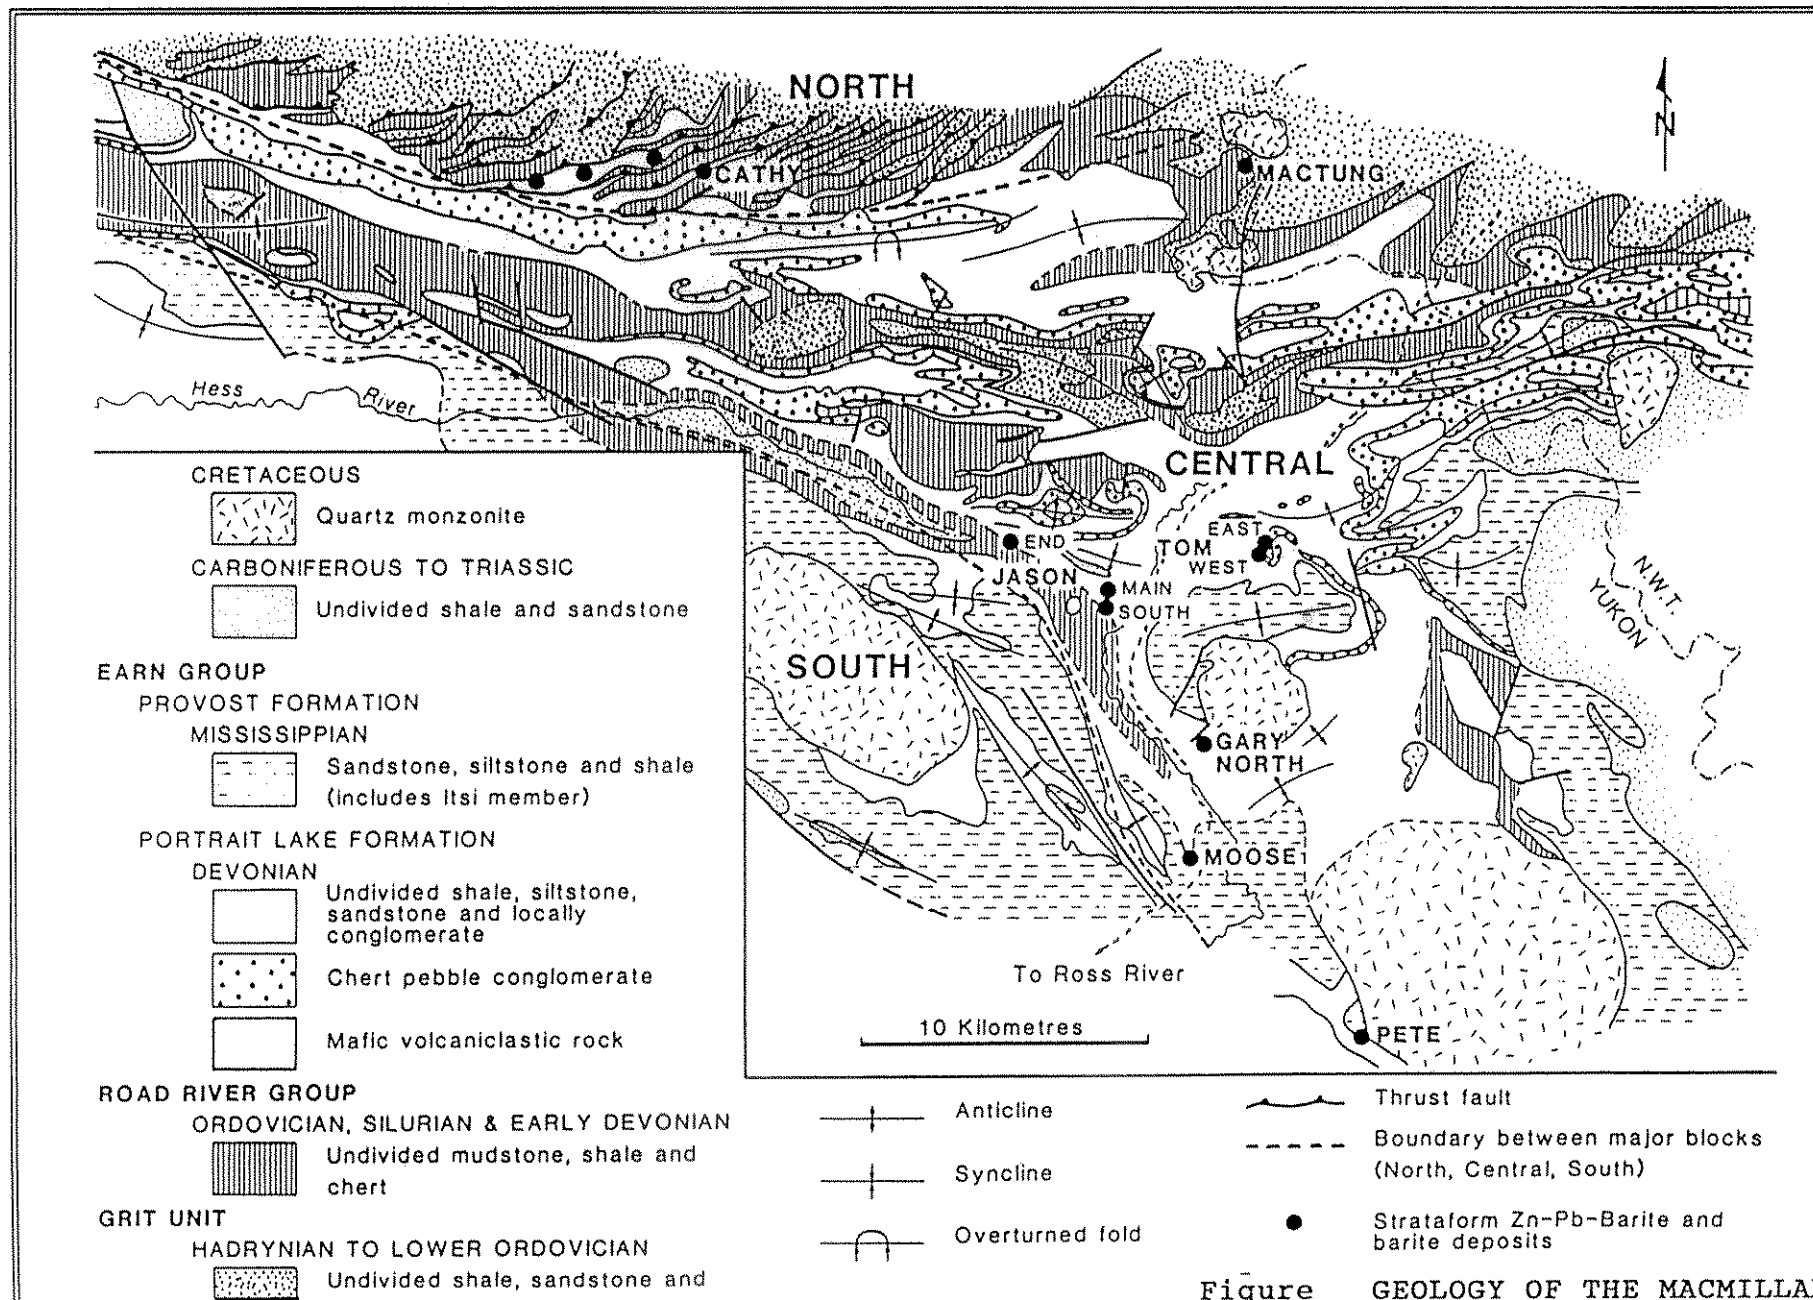 NORTH
N
CATHY
MACTUNG
Hess River
CENTRAL
EAST
TOM
WEST
END
JASON
MAIN
SOUTH
SOUTH
GARY
NORTH
MOOSE
PETE
N.W.T.
YUKON
To Ross River
10 Kilometres
CRETACEOUS
Quartz monzonite
CARBONIFEROUS TO TRIASSIC
Undivided shale and sandstone
EARN GROUP
PROVOST FORMATION
MISSISSIPPIAN
Sandstone, siltstone and shale
(includes Itsi member)
PORTRAIT LAKE FORMATION
DEVONIAN
Undivided shale, siltstone,
sandstone and locally
conglomerate
Chert pebble conglomerate
Mafic volcaniclastic rock
ROAD RIVER GROUP
ORDOVICIAN, SILURIAN & EARLY DEVONIAN
Undivided mudstone, shale and
chert
GRIT UNIT
HADRYNIAN TO LOWER ORDOVICIAN
Undivided shale, sandstone and
Anticline
Syncline
Overturned fold
Thrust fault
Boundary between major blocks
(North, Central, South)
Strataform Zn-Pb-Barite and
barite deposits
Figure GEOLOGY OF THE MACMILLAN